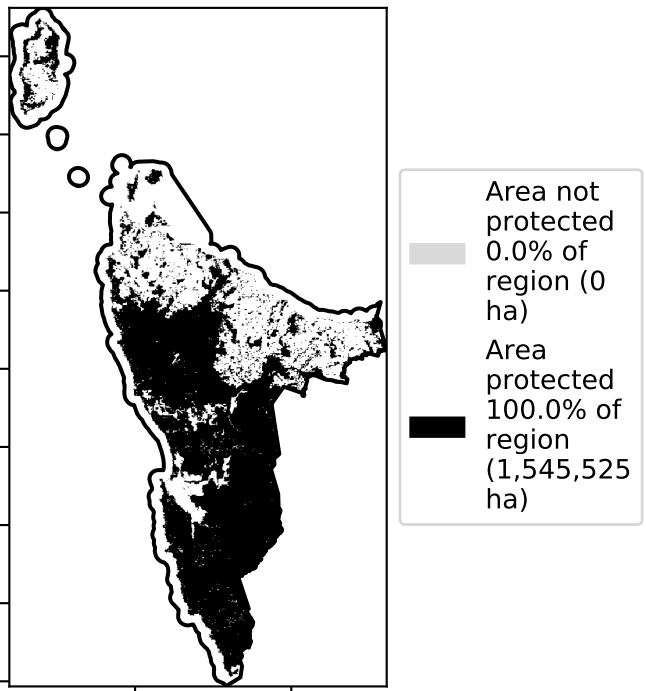 Area not
protected
0.0% of
region (0
ha)
Area
protected
100.0% of
region
(1,545,525
ha)